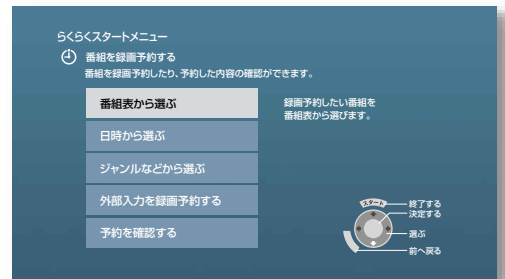 らくらくスタートメニュー
番組を録画予約する
番組を録画予約したり、予約した内容の確認ができます。
番組表から選ぶ
録画予約したい番組を
番組表から選びます。
日時から選ぶ
ジャンルなどから選ぶ
外部入力を録画予約する
予約を確認する
スタート
終了する
決定する
選ぶ
前へ戻る